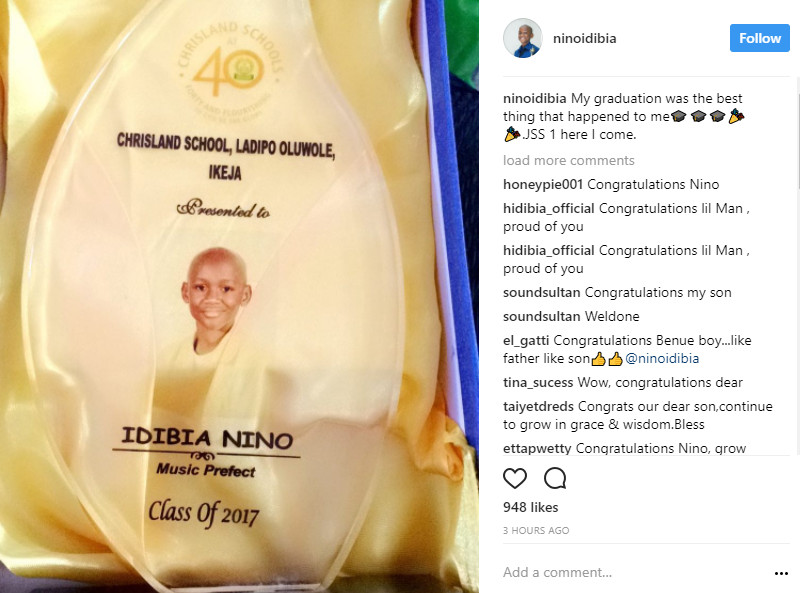 CHRISLAND SCHOOLS
AT
40
FORTE AND FLOURISHING
CHRISLAND SCHOOL, LADIPO OLUWOLE,
IKEJA
Presented to
IDIBIA NINO
Music Prefect
Class Of 2017
ninoidibia
Follow
ninoidibia My graduation was the best
thing that happened to me🎓🎓🎓🎉
🎉.JSS 1 here I come.
load more comments
honeypie001 Congratulations Nino
hidibia_official Congratulations lil Man ,
proud of you
hidibia_official Congratulations lil Man ,
proud of you
soundsultan Congratulations my son
soundsultan Weldone
el_gatti Congratulations Benue boy...like
father like son👍👍@ninoidibia
tina_sucess Wow, congratulations dear
taiyetdreds Congrats our dear son,continue
to grow in grace & wisdom.Bless
ettapwetty Congratulations Nino, grow
948 likes
3 HOURS AGO
Add a comment...